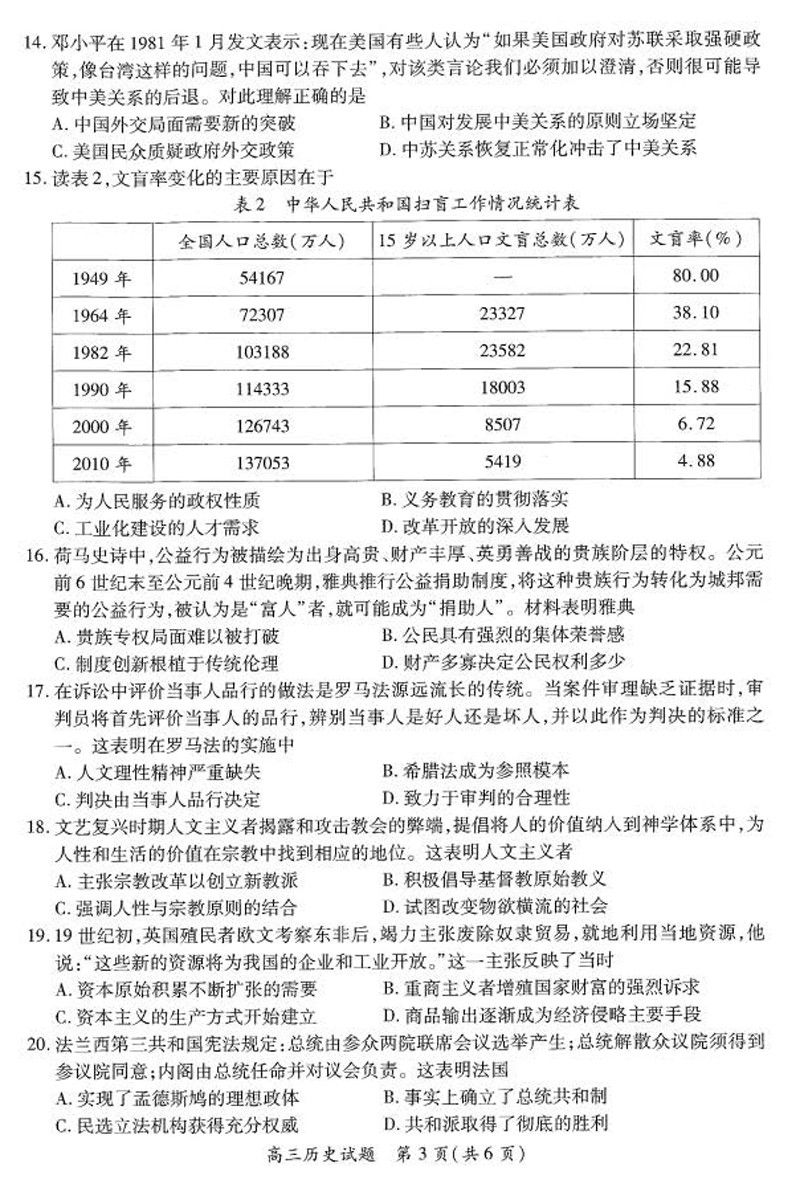 14. 邓小平在 1981 年 1 月发文表示:现在美国有些人认为“如果美国政府对苏联采取强硬政
策,像台湾这样的问题,中国可以吞下去”,对该类言论我们必须加以澄清,否则很可能导
致中美关系的后退。对此理解正确的是
A. 中国外交局面需要新的突破 B. 中国对发展中美关系的原则立场坚定
C. 美国民众质疑政府外交政策 D. 中苏关系恢复正常化冲击了中美关系
15. 读表 2,文盲率变化的主要原因在于
表 2 中华人民共和国扫盲工作情况统计表
全国人口总数(万人) 15 岁以上人口文盲总数(万人) 文盲率(%)
1949 年 54167 — 80.00
1964 年 72307 23327 38.10
1982 年 103188 23582 22.81
1990 年 114333 18003 15.88
2000 年 126743 8507 6.72
2010 年 137053 5419 4.88
A. 为人民服务的政权性质 B. 义务教育的贯彻落实
C. 工业化建设的人才需求 D. 改革开放的深入发展
16. 荷马史诗中,公益行为被描绘为出身高贵、财产丰厚、英勇善战的贵族阶层的特权。公元
前 6 世纪末至公元前 4 世纪晚期,雅典推行公益捐助制度,将这种贵族行为转化为城邦需
要的公益行为,被认为是“富人”者,就可能成为“捐助人”。材料表明雅典
A. 贵族专权局面难以被打破 B. 公民具有强烈的集体荣誉感
C. 制度创新根植于传统伦理 D. 财产多寡决定公民权利多少
17. 在诉讼中评价当事人品行的做法是罗马法源远流长的传统。当案件审理缺乏证据时,审
判员将首先评价当事人的品行,辨别当事人是好人还是坏人,并以此作为判决的标准之
一。这表明在罗马法的实施中
A. 人文理性精神严重缺失 B. 希腊法成为参照模本
C. 判决由当事人品行决定 D. 致力于审判的合理性
18. 文艺复兴时期人文主义者揭露和攻击教会的弊端,提倡将人的价值纳入到神学体系中,为
人性和生活的价值在宗教中找到相应的地位。这表明人文主义者
A. 主张宗教改革以创立新教派 B. 积极倡导基督教原始教义
C. 强调人性与宗教原则的结合 D. 试图改变物欲横流的社会
19. 19 世纪初,英国殖民者欧文考察东非后,竭力主张废除奴隶贸易,就地利用当地资源,他
说:“这些新的资源将为我国的企业和工业开放。”这一主张反映了当时
A. 资本原始积累不断扩张的需要 B. 重商主义者增殖国家财富的强烈诉求
C. 资本主义的生产方式开始建立 D. 商品输出逐渐成为经济侵略主要手段
20. 法兰西第三共和国宪法规定:总统由参众两院联席会议选举产生;总统解散众议院须得到
参议院同意;内阁由总统任命并对议会负责。这表明法国
A. 实现了孟德斯鸠的理想政体 B. 事实上确立了总统共和制
C. 民选立法机构获得充分权威 D. 共和派取得了彻底的胜利
高三历史试题 第 3 页(共 6 页)